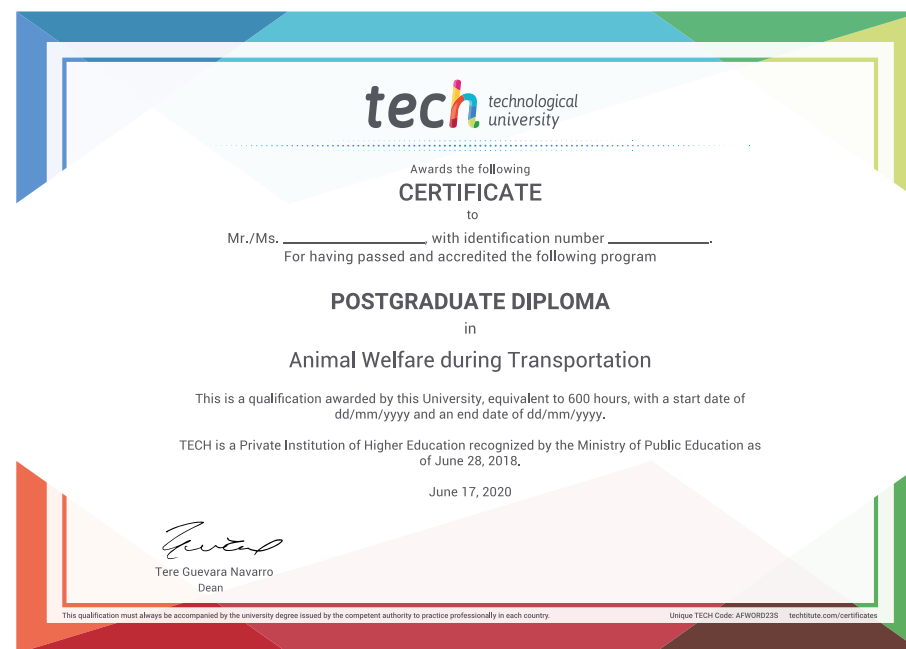 tech technological
university
Awards the following
CERTIFICATE
to
Mr./Ms. ____________________, with identification number ______________.
For having passed and accredited the following program
POSTGRADUATE DIPLOMA
in
Animal Welfare during Transportation
This is a qualification awarded by this University, equivalent to 600 hours, with a start date of
dd/mm/yyyy and an end date of dd/mm/yyyy.
TECH is a Private Institution of Higher Education recognized by the Ministry of Public Education as
of June 28, 2018.
June 17, 2020
Tere Guevara Navarro
Dean
This qualification must always be accompanied by the university degree issued by the competent authority to practice professionally in each country. Unique TECH Code: AFWORD23S techtitute.com/certificates